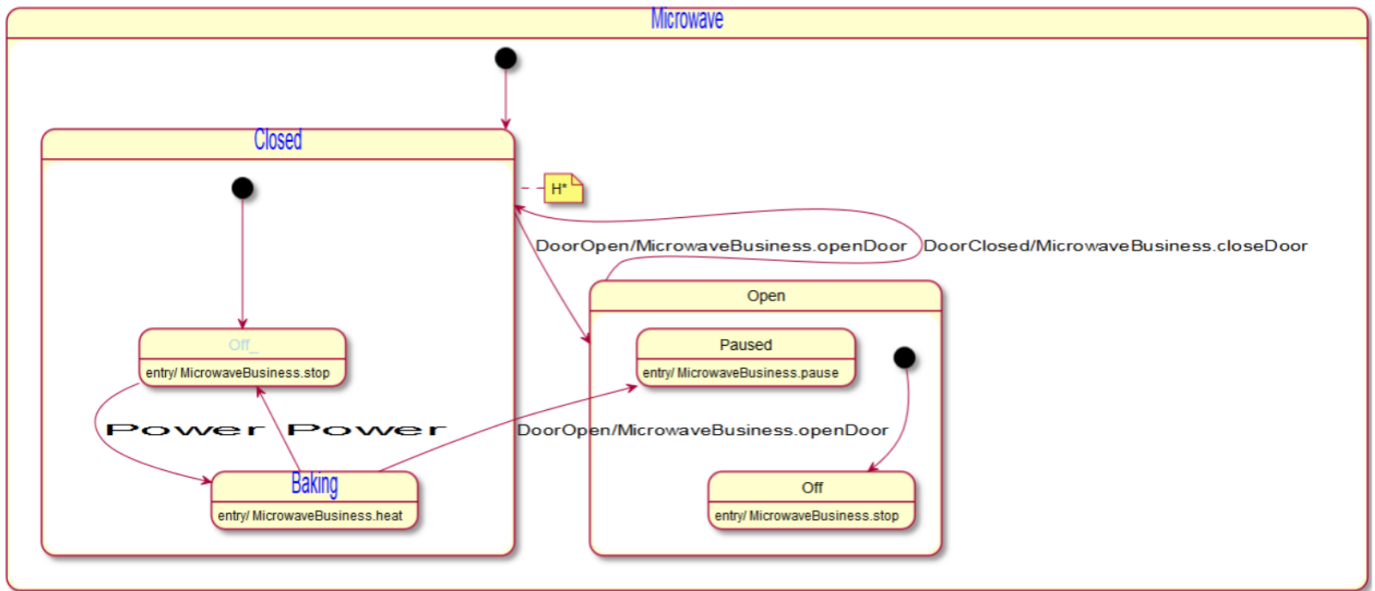 Microwave
Closed
H*
DoorOpen/MicrowaveBusiness.openDoor
DoorClosed/MicrowaveBusiness.closeDoor
Open
Off_
entry/ MicrowaveBusiness.stop
Paused
entry/ MicrowaveBusiness.pause
Power
Power
DoorOpen/MicrowaveBusiness.openDoor
Baking
entry/ MicrowaveBusiness.heat
Off
entry/ MicrowaveBusiness.stop